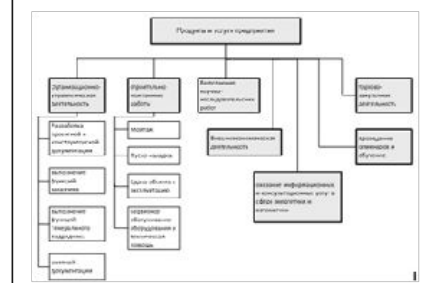 Продукты и услуги предприятия
Организационно-
управленческая
деятельность
строительно-
монтажные
работы
Выполнение
научно-
исследовательских
работ
торгово-
закупочная
деятельность
Разработка
проектной и
конструкторской
документации
Монтаж
Внешнеэкономическая
деятельность
проведение
семинаров и
обучение
Пуско-наладка
выполнение
функций
заказчика
Сдача объекта в
эксплуатацию
оказание информационных
и консультационных услуг в
сфере энергетики и
автоматики
выполнение
функций
генерального
подрядчика
сервисное
обслуживание
оборудования и
техническая
помощь
документации